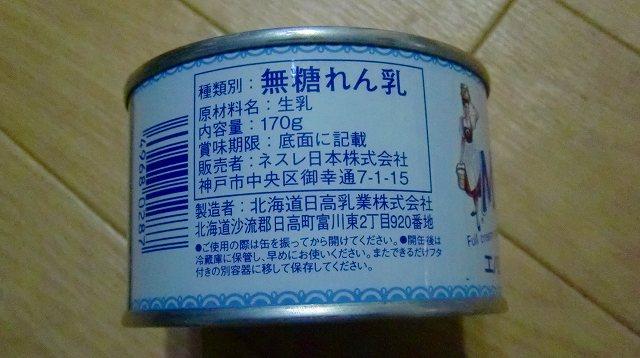 種類別：無糖れん乳
原材料名：生乳
内容量：170g
賞味期限：底面に記載
販売者：ネスレ日本株式会社
神戸市中央区御幸通7-1-15
製造者：北海道日高乳業株式会社
北海道沙流郡日高町富川東2丁目920番地
●ご使用の際は缶を振ってから開けてください。●開缶後は
冷蔵庫に保管し、早めにお使いください。またできるだけフタ
付きの別容器に移して保存してください。
49680287
Full cream
エバ